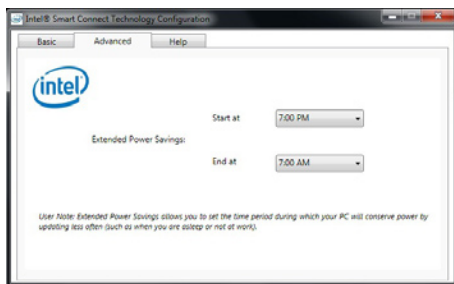 Intel® Smart Connect Technology Configuration
Basic Advanced Help
intel
Start at 7:00 PM
Extended Power Savings:
End at 7:00 AM
User Note: Extended Power Savings allows you to set the time period during which your PC will conserve power by
updating less often (such as when you are asleep or not at work).